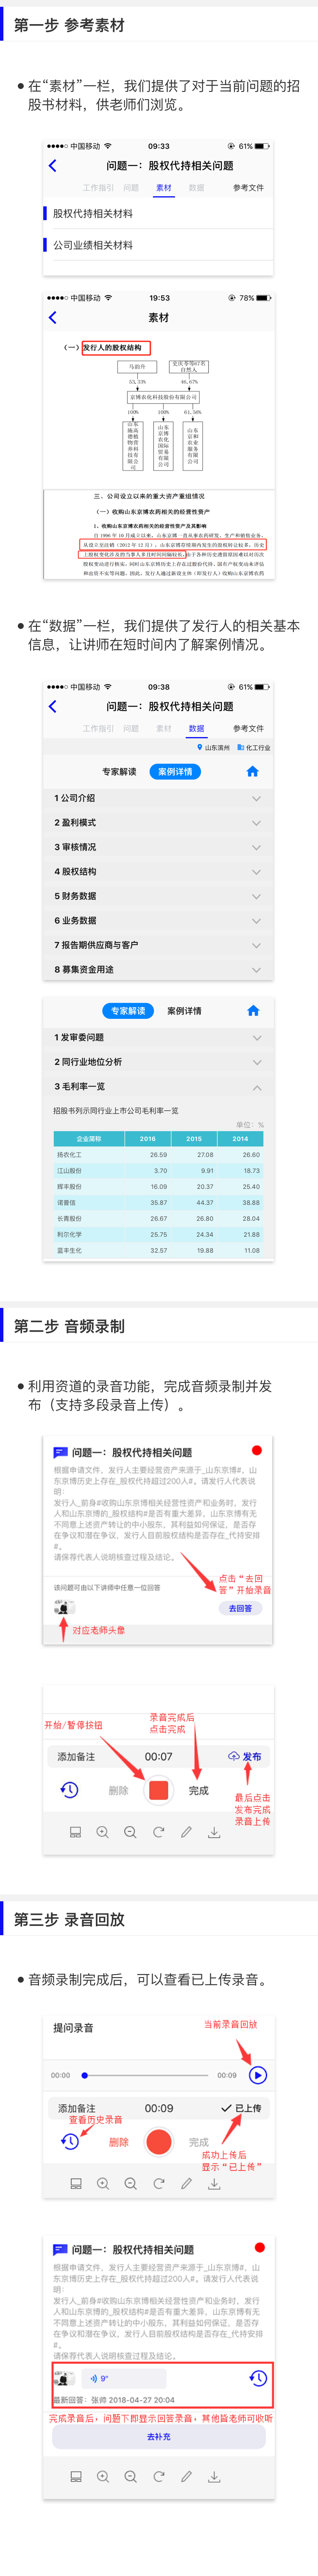 第一步 参考素材
在“素材”一栏，我们提供了对于当前问题的招
股书材料，供老师们浏览。
中国移动 09:33 61%
问题一：股权代持相关问题
工作指引 问题 素材 数据 参考文件
股权代持相关材料
公司业绩相关材料
中国移动 19:53 78%
素材
（一）发行人的股权结构
马韵升
53.33% 46.67%
京博农化科技股份有限公司
100% 100% 61.56%
三、公司设立以来的重大资产重组情况
（一）收购山东京博农药相关的经营性资产
1、收购山东京博农药相关的经营性资产及其影响
在“数据”一栏，我们提供了发行人的相关基本
信息，让讲师在短时间内了解案例情况。
中国移动 09:38 61%
问题一：股权代持相关问题
工作指引 问题 素材 数据 参考文件
山东滨州 化工行业
专家解读 案例详情
1 公司介绍
2 盈利模式
3 审核情况
4 股权结构
5 财务数据
6 业务数据
7 报告期供应商与客户
8 募集资金用途
专家解读 案例详情
1 发审委问题
2 同行业地位分析
3 毛利率一览
招股书列示同行业上市公司毛利率一览
单位：%
企业简称 2016 2015 2014
扬农化工 26.59 27.08 26.60
江山股份 3.70 9.91 18.73
辉丰股份 16.09 20.37 25.40
诺普信 35.87 44.37 38.88
长青股份 26.67 26.80 28.04
利尔化学 25.75 24.34 21.88
蓝丰生化 32.57 19.88 11.08
第二步 音频录制
利用资道的录音功能，完成音频录制并发
布（支持多段录音上传）。
问题一：股权代持相关问题
根据申请文件，发行人主要经营资产来源于_山东京博#，山
东京博历史上存在_股权代持超过200人#。请发行人代表说
明：
发行人_前身#收购山东京博相关经营性资产和业务时，发行
人和山东京博的_股权结构#是否有重大差异，山东京博有无
不同意上述资产转让的中小股东，其利益如何保证，是否存
在争议和潜在争议，发行人目前股权结构是否存在_代持安排
#。
请保荐代表人说明核查过程及结论。
点击“去回
答”开始录音
该问题可由以下讲师中任意一位回答
去回答
对应老师头像
开始/暂停按钮
录音完成后
点击完成
添加备注 00:07 发布
删除 完成
最后点击
发布完成
录音上传
第三步 录音回放
音频录制完成后，可以查看已上传录音。
提问录音
当前录音回放
00:00 00:09
添加备注 00:09 已上传
查看历史录音
删除 完成
成功上传后
显示“已上传”
问题一：股权代持相关问题
根据申请文件，发行人主要经营资产来源于_山东京博#，山
东京博历史上存在_股权代持超过200人#。请发行人代表说
明：
发行人_前身#收购山东京博相关经营性资产和业务时，发行
人和山东京博的_股权结构#是否有重大差异，山东京博有无
不同意上述资产转让的中小股东，其利益如何保证，是否存
在争议和潜在争议，发行人目前股权结构是否存在_代持安排
#。
请保荐代表人说明核查过程及结论。
9"
最新回答：张帅 2018-04-27 20:04
完成录音后，问题下即显示回答录音，其他皆老师可收听
去补充